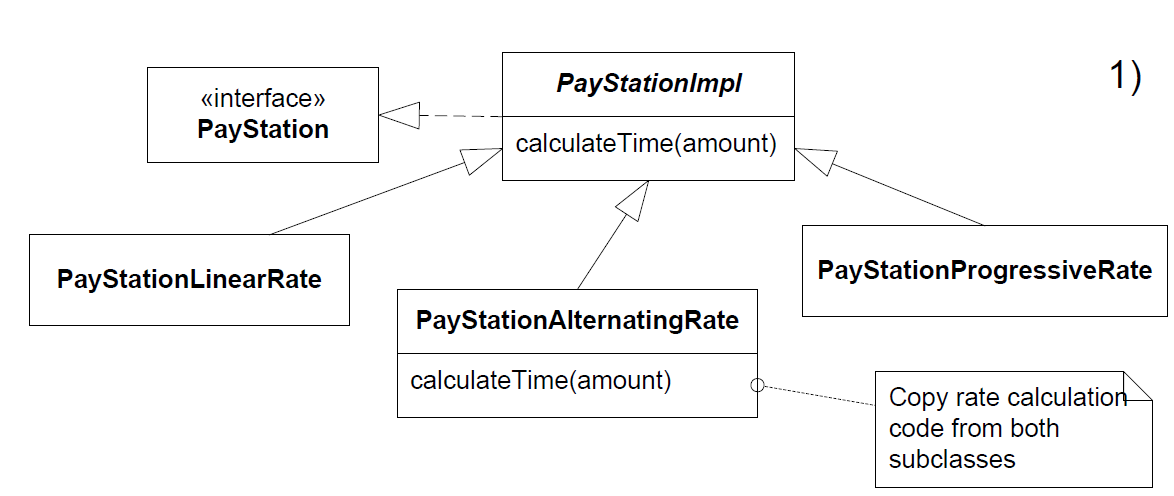 1)
«interface»
PayStation
PayStationImpl
calculateTime(amount)
PayStationLinearRate
PayStationAlternatingRate
calculateTime(amount)
PayStationProgressiveRate
Copy rate calculation
code from both
subclasses